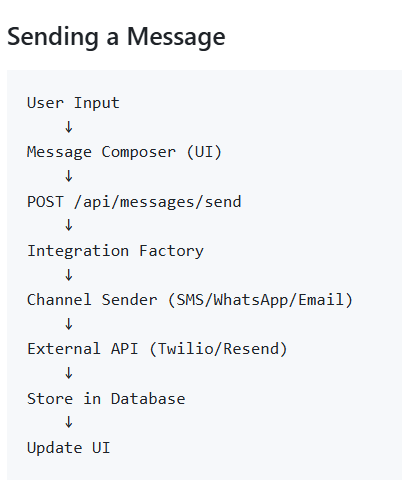 Sending a Message
User Input
↓
Message Composer (UI)
↓
POST /api/messages/send
↓
Integration Factory
↓
Channel Sender (SMS/WhatsApp/Email)
↓
External API (Twilio/Resend)
↓
Store in Database
↓
Update UI